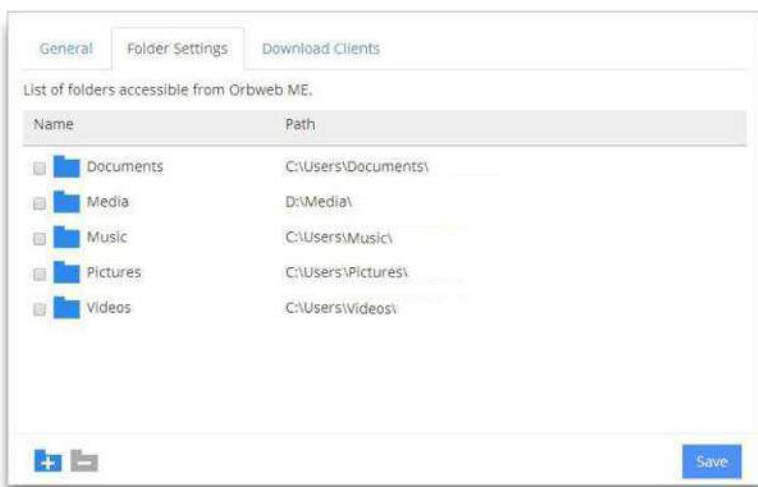 General Folder Settings Download Clients
List of folders accessible from Orbweb ME.
Name Path
Documents C:\Users\Documents\
Media D:\Media\
Music C:\Users\Music\
Pictures C:\Users\Pictures\
Videos C:\Users\Videos\
Save